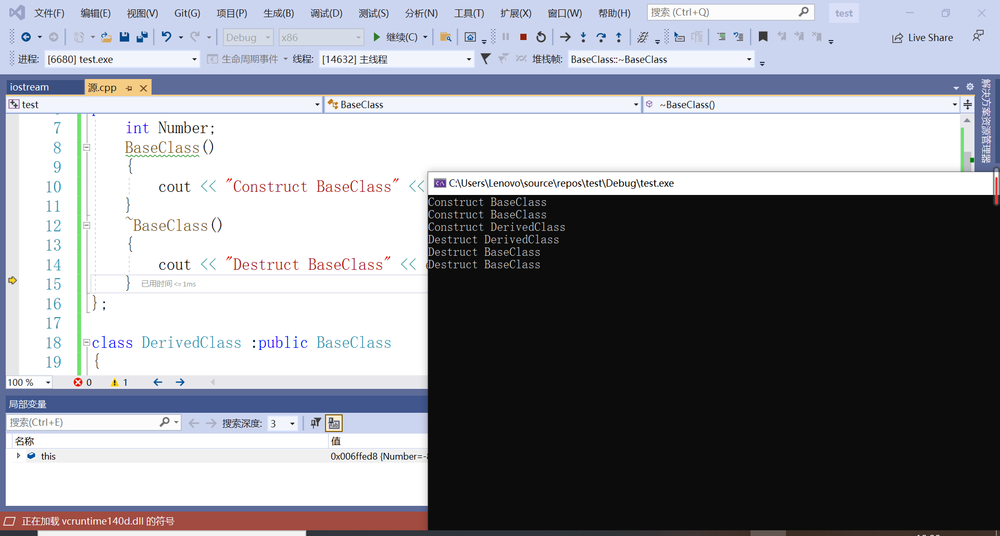 文件(F) 编辑(E) 视图(V) Git(G) 项目(P) 生成(B) 调试(D) 测试(S) 分析(N) 工具(T) 扩展(X) 窗口(W) 帮助(H) 搜索 (Ctrl+Q) test
Debug x86 继续(C) Live Share
进程: [6680] test.exe 生命周期事件 线程: [14632] 主线程 堆栈帧: BaseClass::~BaseClass
iostream 源.cpp
test BaseClass ~BaseClass()
解决方案资源管理器
7 int Number;
8 BaseClass()
9 {
10 cout << "Construct BaseClass" <<
11 }
12 ~BaseClass()
13 {
14 cout << "Destruct BaseClass" <<
15 } 已用时间 <= 1ms
16 };
17
18 class DerivedClass :public BaseClass
19 {
100 % 0 1
C:\Users\Lenovo\source\repos\test\Debug\test.exe
Construct BaseClass
Construct BaseClass
Construct DerivedClass
Destruct DerivedClass
Destruct BaseClass
Destruct BaseClass
局部变量
搜索(Ctrl+E) 搜索深度: 3
名称 值
this 0x006ffed8 {Number=-
正在加载 vcruntime140d.dll 的符号